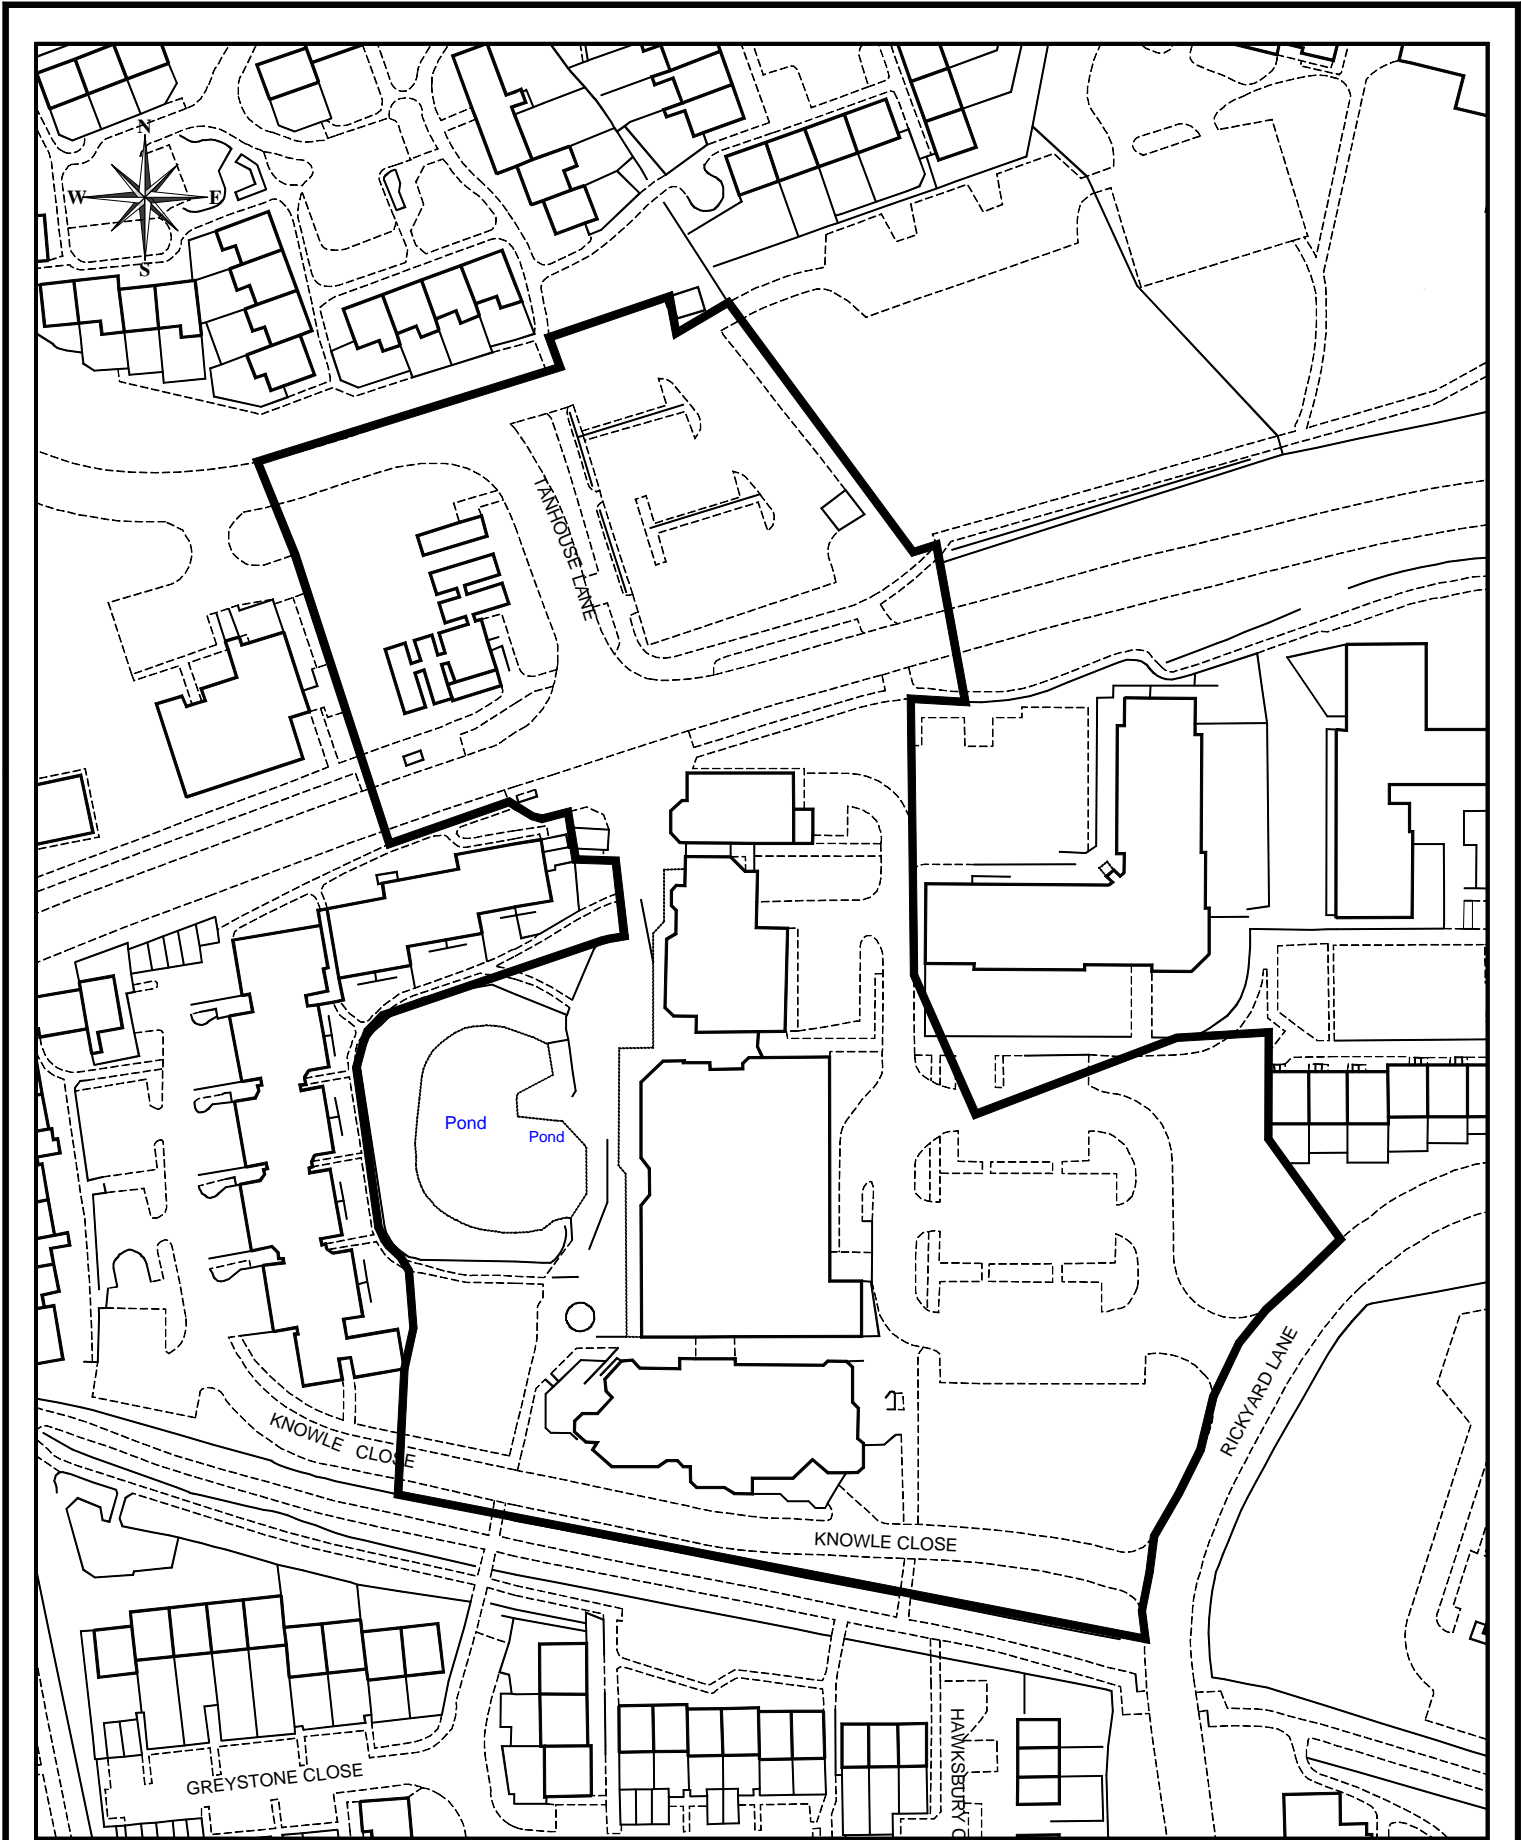 N
W E
S
TANHOUSE LANE
Pond
Pond
RICKYARD LANE
KNOWLE CLOSE
KNOWLE CLOSE
GREYSTONE CLOSE
HAWKSBURY C